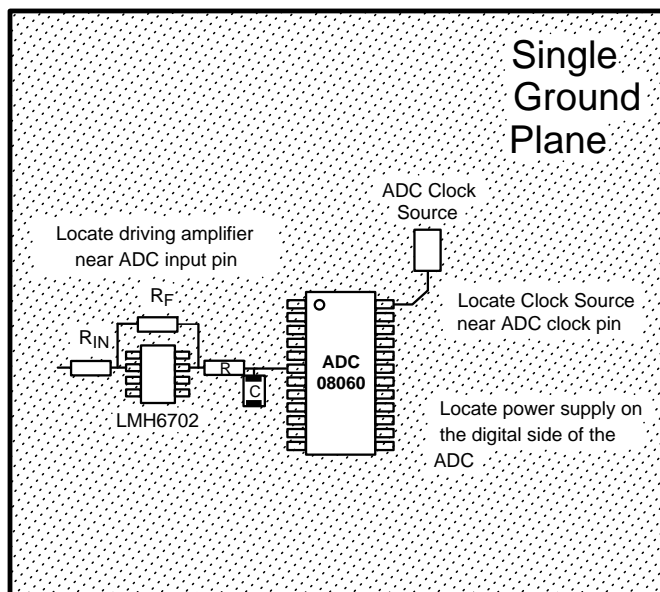 Single
Ground
Plane
ADC Clock
Source
Locate driving amplifier
near ADC input pin
RF
RIN
R
C
LMH6702
ADC
08060
Locate Clock Source
near ADC clock pin
Locate power supply on
the digital side of the
ADC